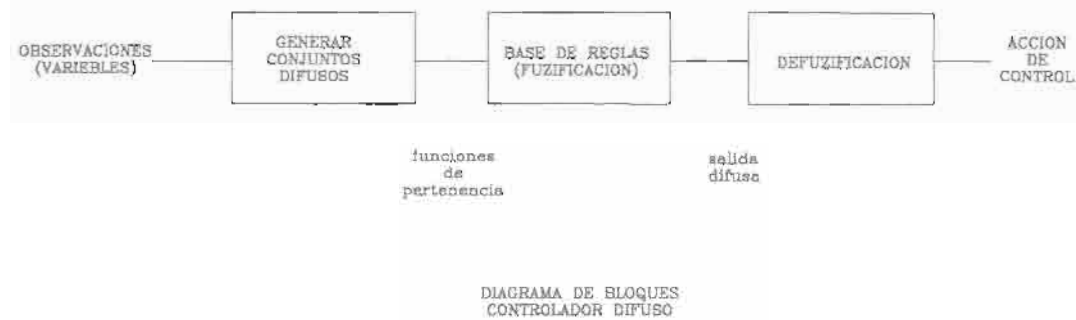 OBSERVACIONES
(VARIEBLES)
GENERAR
CONJUNTOS
DIFUSOS
BASE DE REGLAS
(FUZIFICACION)
DEFUZIFICACION
ACCION
DE
CONTROL
funciones
de
pertenencia
salida
difusa
DIAGRAMA DE BLOQUES
CONTROLADOR DIFUSO